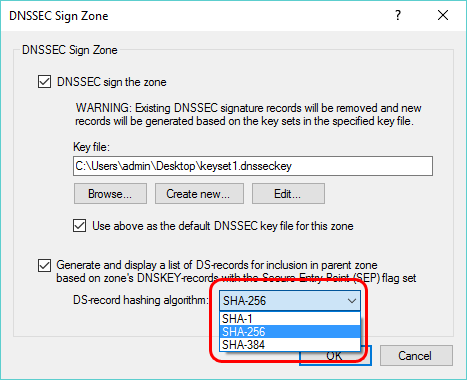 DNSSEC Sign Zone
DNSSEC Sign Zone
DNSSEC sign the zone
WARNING: Existing DNSSEC signature records will be removed and new
records will be generated based on the key sets in the specified key file.
Key file:
C:\Users\admin\Desktop\keyset1.dnsseckey
Browse...
Create new...
Edit...
Use above as the default DNSSEC key file for this zone
Generate and display a list of DS-records for inclusion in parent zone
based on zone's DNSKEY-records with the Secure Entry Point (SEP) flag set
DS-record hashing algorithm:
SHA-256
SHA-1
SHA-256
SHA-384
OK
Cancel